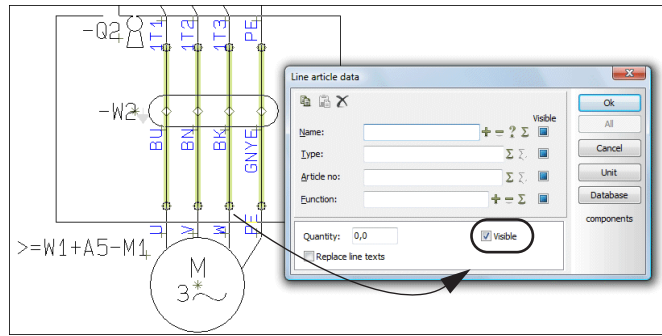 -Q2
1T1
1T2
1T3
PE
-W2
BU
BN
BK
GNYE
U
V
W
PE
>=W1+A5-M1
M
3
Line article data
Visible
Name:
Type:
Article no:
Function:
Quantity: 0,0
Visible
Replace line texts
Ok
All
Cancel
Unit
Database
components